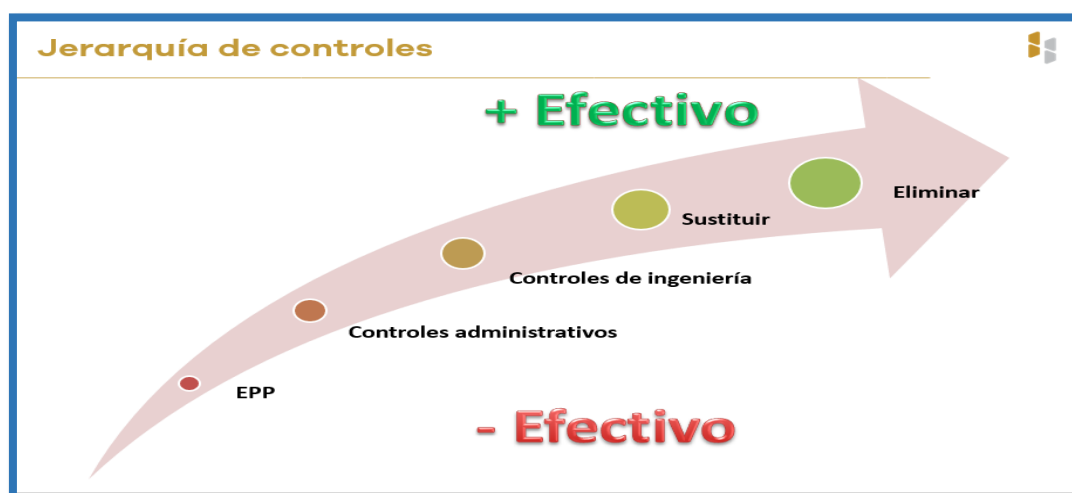 Jerarquía de controles
+ Efectivo
Eliminar
Sustituir
Controles de ingeniería
Controles administrativos
EPP
- Efectivo